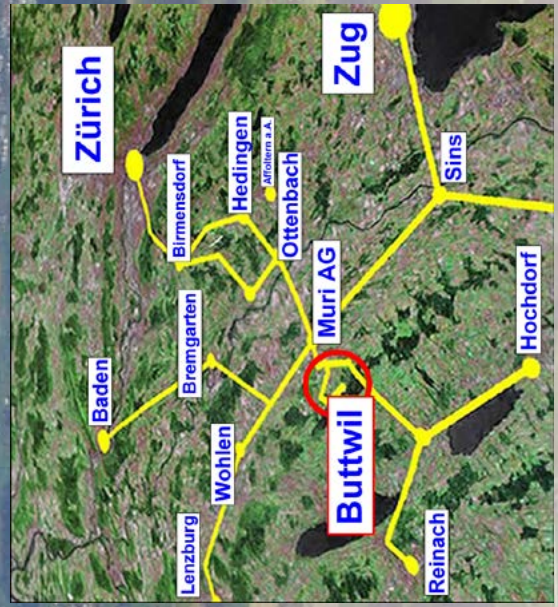 Baden
Zürich
Lenzburg
Bremgarten
Birmensdorf
Wohlen
Hedingen
Affoltern a.A.
Ottenbach
Muri AG
Buttwil
Zug
Reinach
Sins
Hochdorf